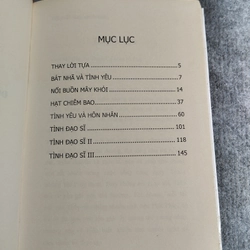 MỤC LỤC
THAY LỜI TỰA 5
BÁT NHÃ VÀ TÌNH YÊU 7
NỖI BUỒN MÂY KHÓI 14
HẠT CHIÊM BAO 37
TÌNH YÊU VÀ HÔN NHÂN 60
TÌNH ĐẠO SĨ 101
TÌNH ĐẠO SĨ II 118
TÌNH ĐẠO SĨ III 145